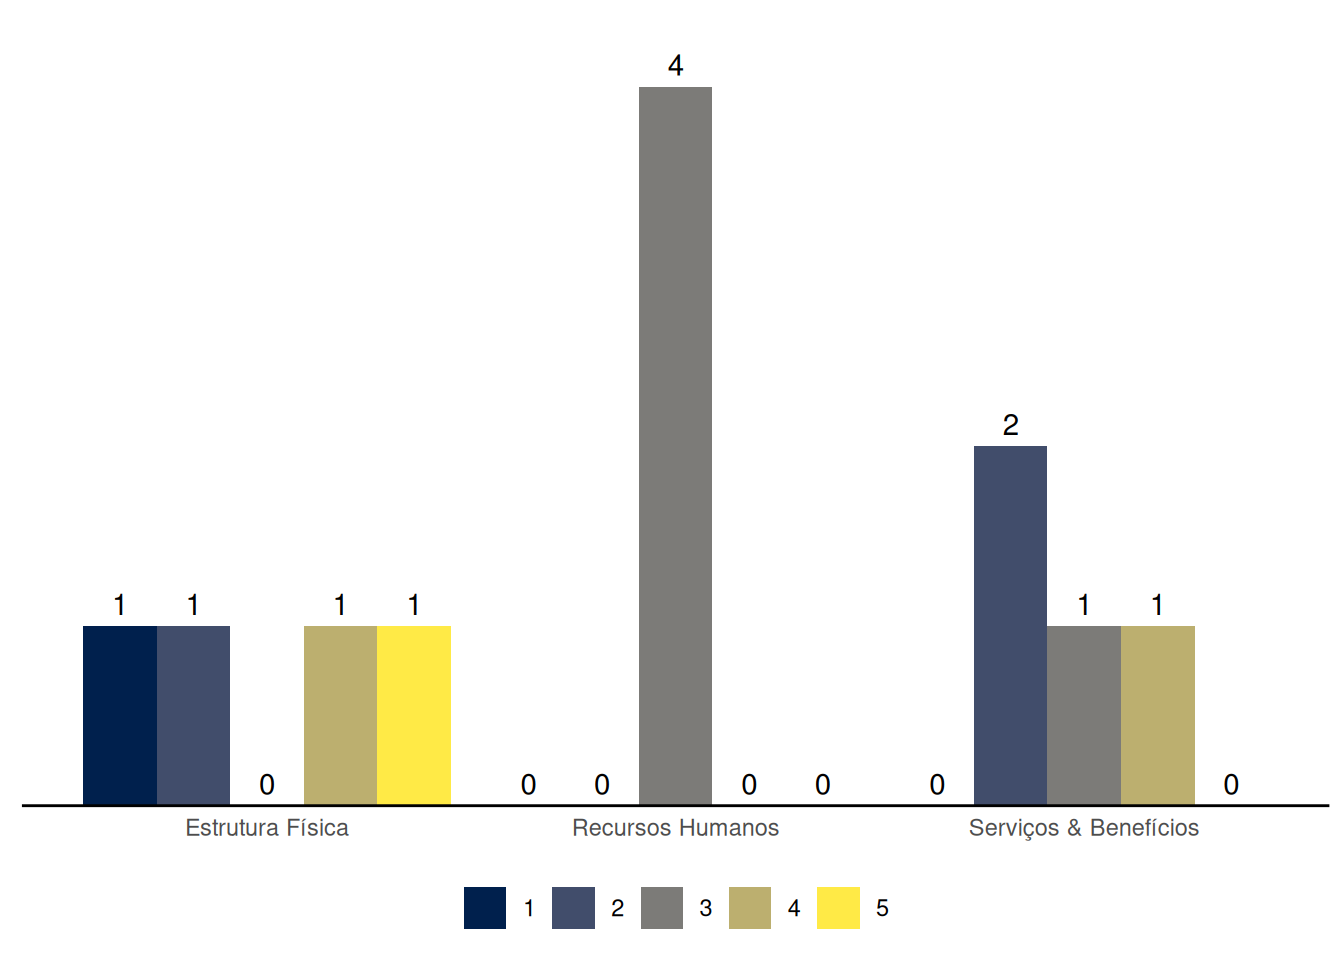 4
2
1 1 1 1 1 1
0 0 0 0 0 0 0
Estrutura Física Recursos Humanos Serviços & Benefícios
1 2 3 4 5